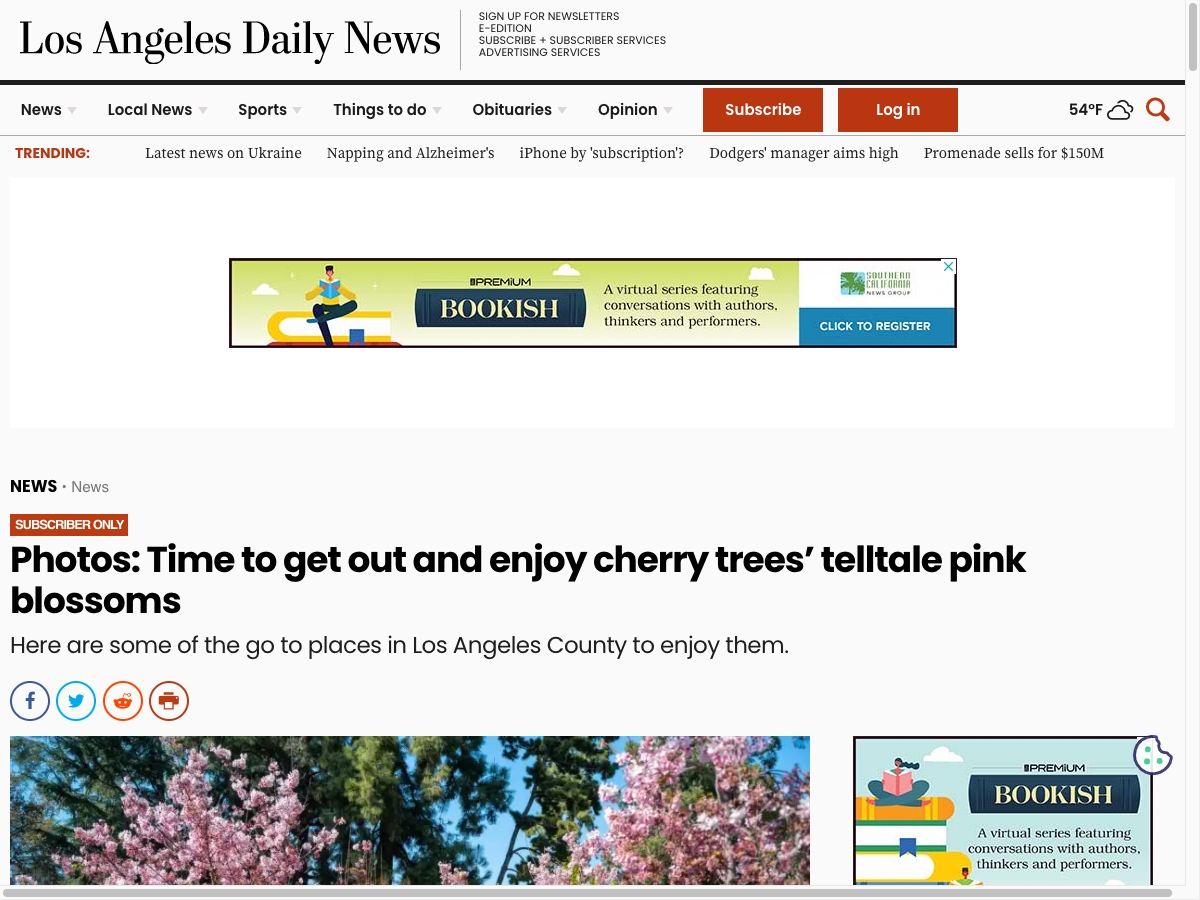 Los Angeles Daily News
SIGN UP FOR NEWSLETTERS
E-EDITION
SUBSCRIBE + SUBSCRIBER SERVICES
ADVERTISING SERVICES
News Local News Sports Things to do Obituaries Opinion Subscribe Log in 54°F
TRENDING: Latest news on Ukraine Napping and Alzheimer's iPhone by 'subscription'? Dodgers' manager aims high Promenade sells for $150M
PREMIUM
BOOKISH
A virtual series featuring
conversations with authors,
thinkers and performers.
SOUTHERN
CALIFORNIA
NEWS GROUP
CLICK TO REGISTER
NEWS • News
SUBSCRIBER ONLY
Photos: Time to get out and enjoy cherry trees’ telltale pink
blossoms
Here are some of the go to places in Los Angeles County to enjoy them.
PREMIUM
BOOKISH
A virtual series featuring
conversations with authors,
thinkers and performers.